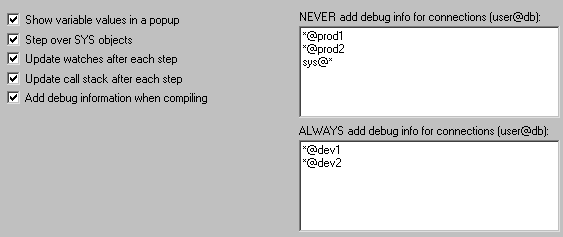 Show variable values in a popup
Step over SYS objects
Update watches after each step
Update call stack after each step
Add debug information when compiling
NEVER add debug info for connections (user@db):
*@prod1
*@prod2
sys@*
ALWAYS add debug info for connections (user@db):
*@dev1
*@dev2